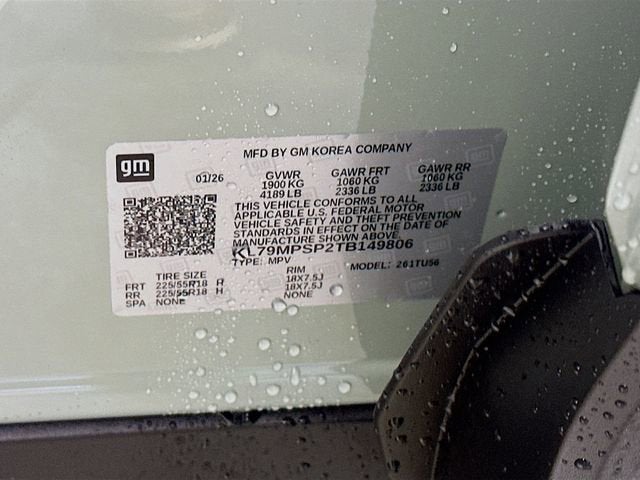 gm
MFD BY GM KOREA COMPANY
01/26 GVWR GAWR FRT GAWR RR
1900 KG 1060 KG 1060 KG
4189 LB 2336 LB 2336 LB
THIS VEHICLE CONFORMS TO ALL
APPLICABLE U.S. FEDERAL MOTOR
VEHICLE SAFETY AND THEFT PREVENTION
STANDARDS IN EFFECT ON THE DATE OF
MANUFACTURE SHOWN ABOVE.
KL79MPSP2TB149806
TYPE: MPV MODEL: 261TU56
TIRE SIZE RIM
FRT 225/55R18 H 18X7.5J
RR 225/55R18 H 18X7.5J
SPA NONE NONE